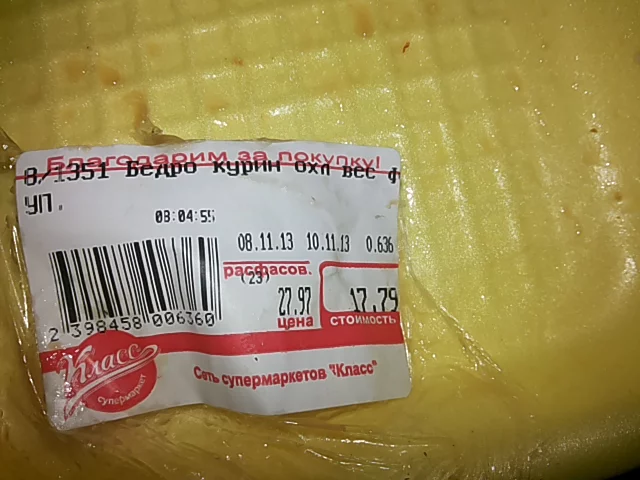 Благодарим за покупку!
8/1351 Бедро курин охл вес ф
уп.
08:04:55
08.11.13 10.11.13 0.636
расфасов.
(23)
27.97 17.79
цена стоимость
2 398458 006360
Класс
супермаркет
Сеть супермаркетов "Класс"